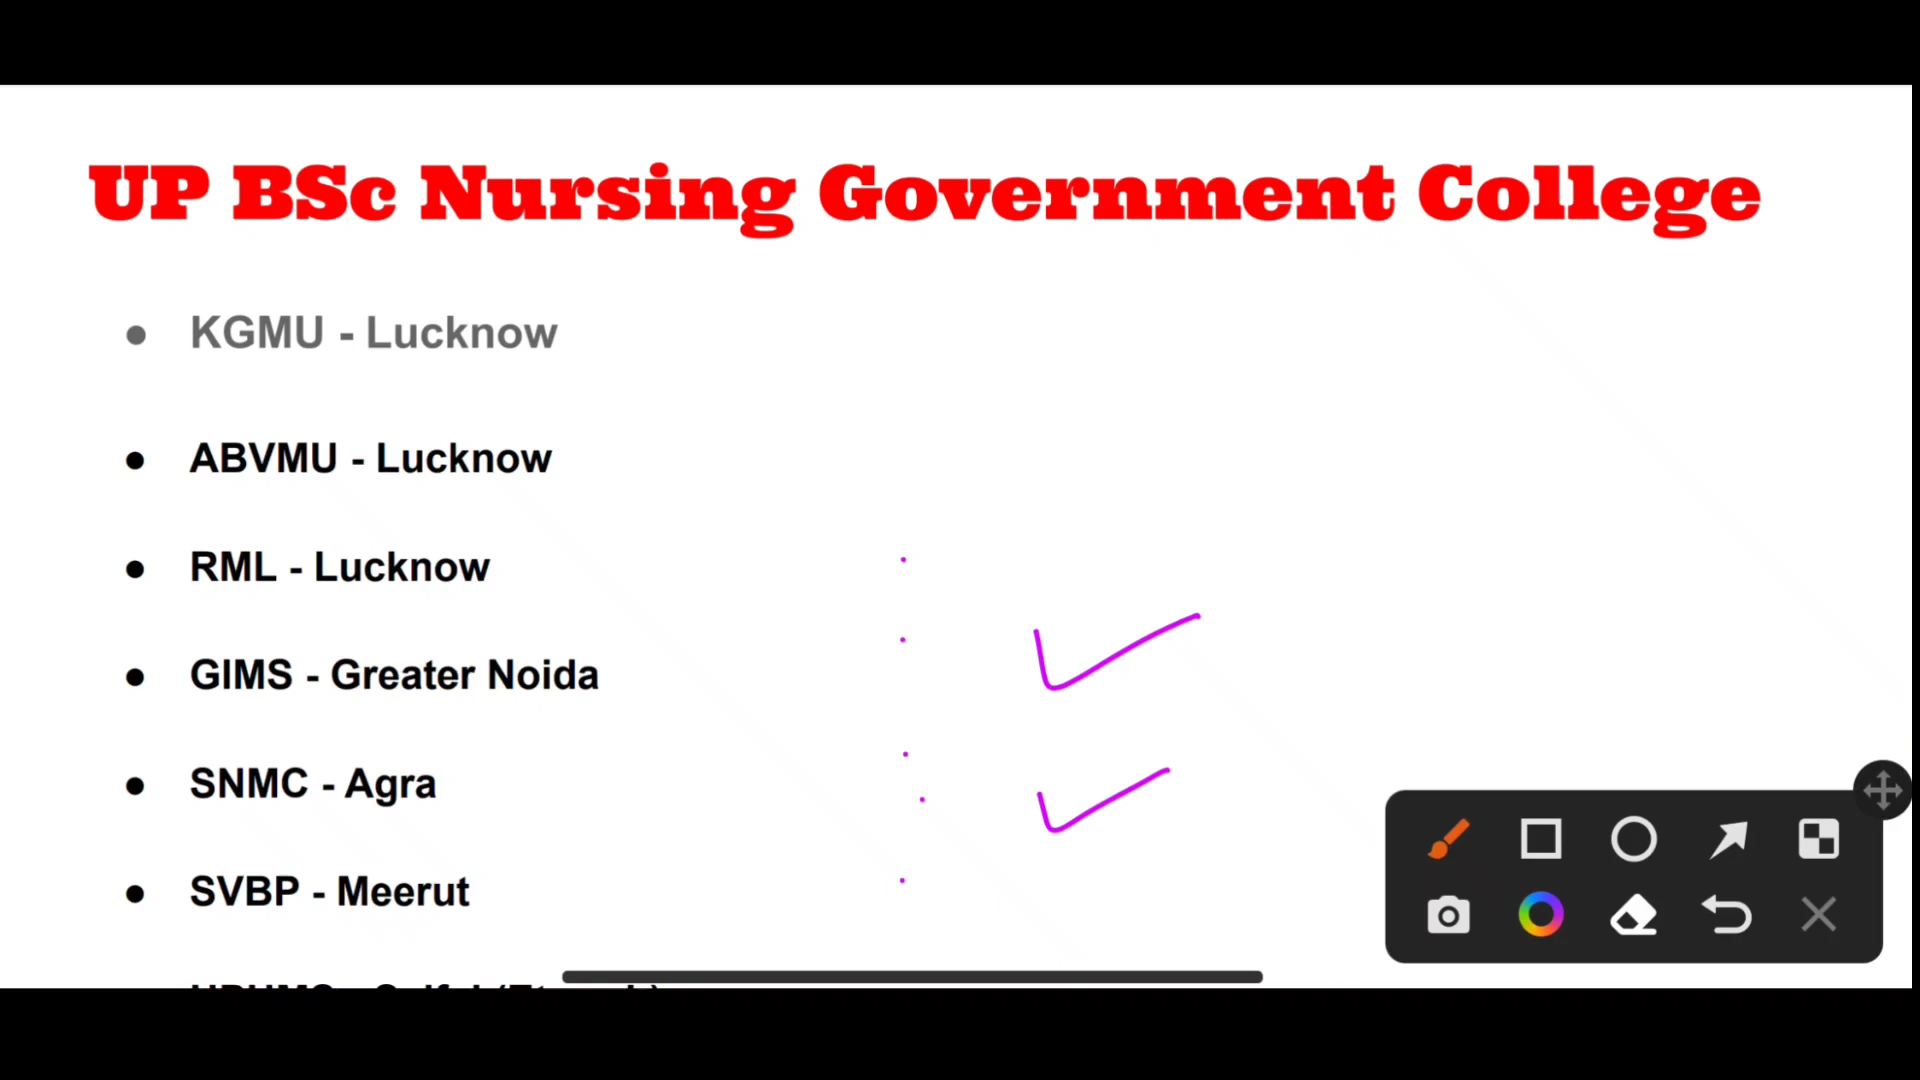 UP BSc Nursing Government College
● KGMU - Lucknow
● ABVMU - Lucknow
● RML - Lucknow
● GIMS - Greater Noida
● SNMC - Agra
● SVBP - Meerut